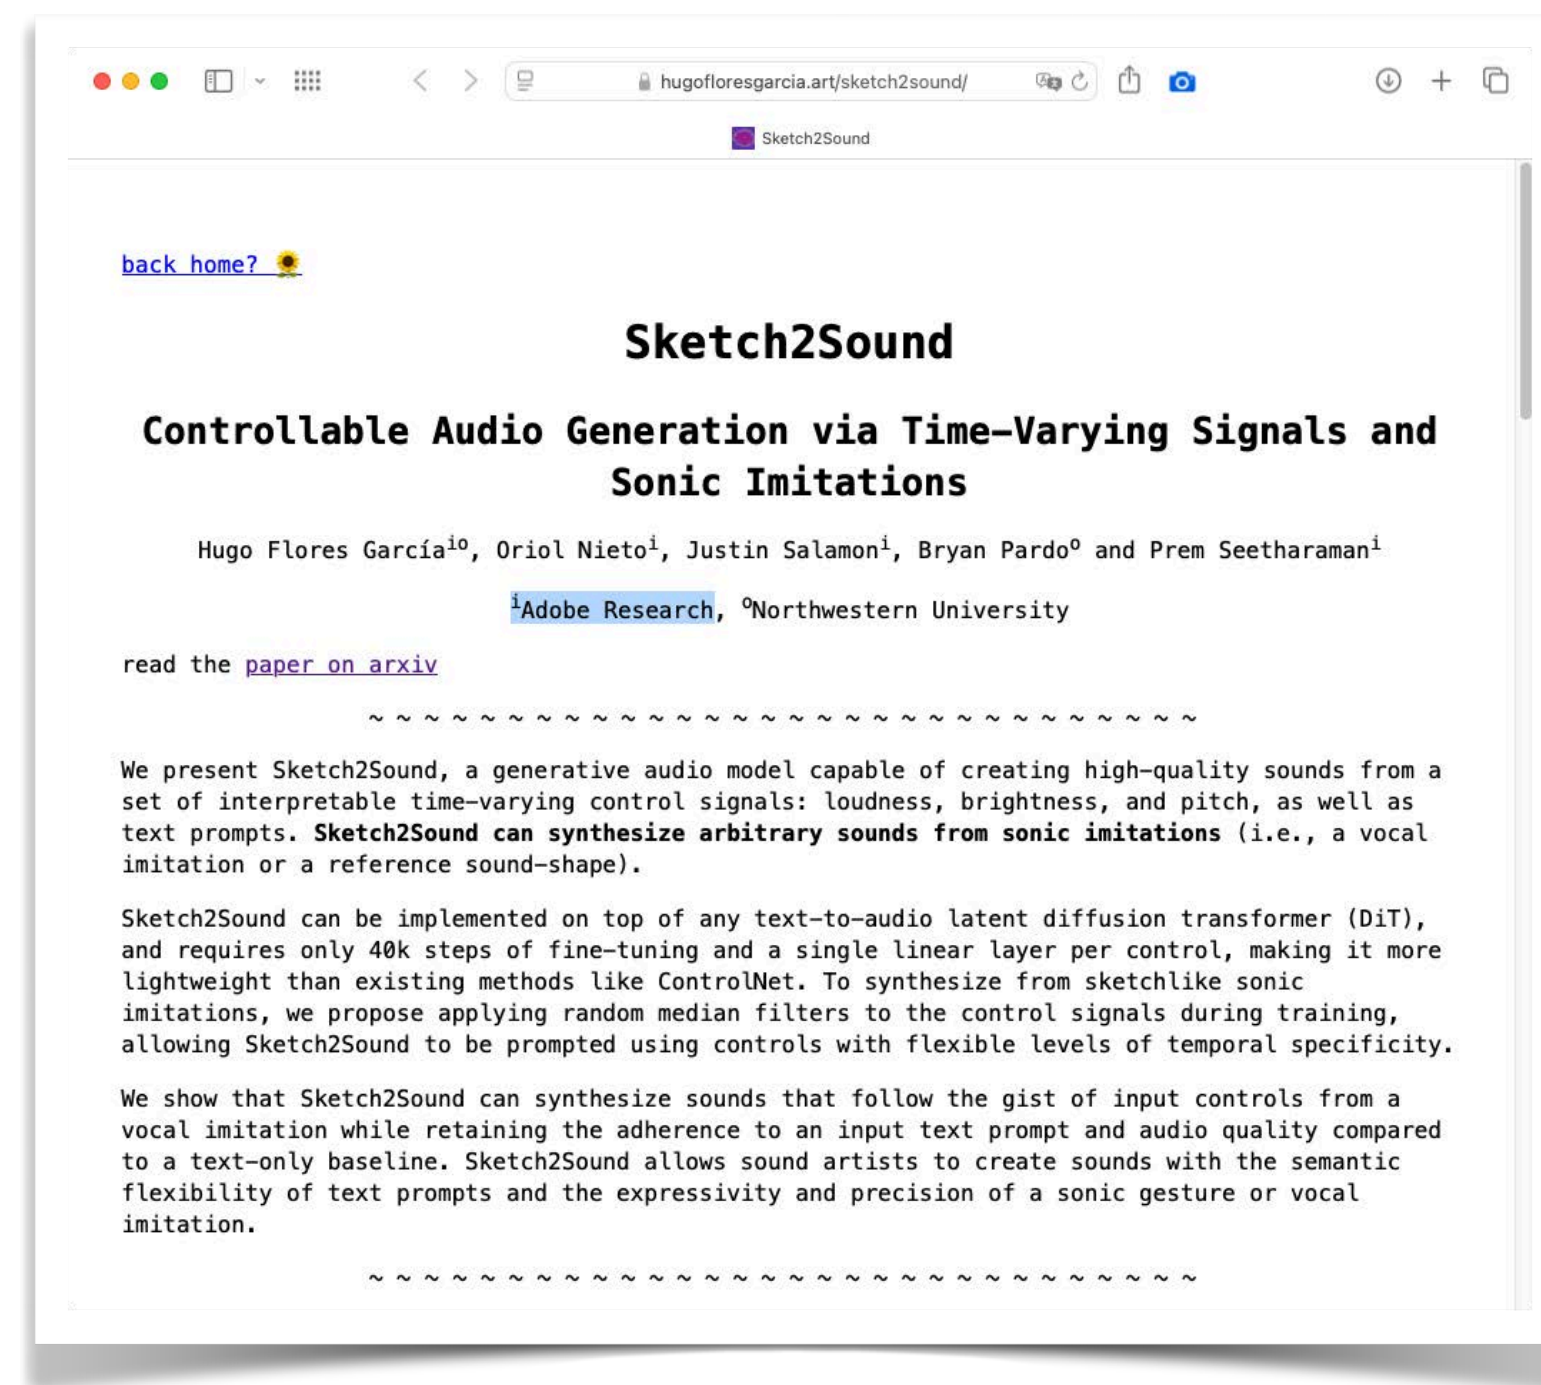 hugofloresgarcia.art/sketch2sound/
Sketch2Sound
back home? 🌻
Sketch2Sound
Controllable Audio Generation via Time–Varying Signals and
Sonic Imitations
Hugo Flores Garcíaⁱᵒ, Oriol Nietoⁱ, Justin Salamonⁱ, Bryan Pardoᵒ and Prem Seetharamanⁱ
ⁱAdobe Research, ᵒNorthwestern University
read the paper on arxiv
~ ~ ~ ~ ~ ~ ~ ~ ~ ~ ~ ~ ~ ~ ~ ~ ~ ~ ~ ~ ~ ~ ~ ~ ~ ~ ~ ~ ~ ~
We present Sketch2Sound, a generative audio model capable of creating high–quality sounds from a
set of interpretable time–varying control signals: loudness, brightness, and pitch, as well as
text prompts. Sketch2Sound can synthesize arbitrary sounds from sonic imitations (i.e., a vocal
imitation or a reference sound–shape).
Sketch2Sound can be implemented on top of any text–to–audio latent diffusion transformer (DiT),
and requires only 40k steps of fine–tuning and a single linear layer per control, making it more
lightweight than existing methods like ControlNet. To synthesize from sketchlike sonic
imitations, we propose applying random median filters to the control signals during training,
allowing Sketch2Sound to be prompted using controls with flexible levels of temporal specificity.
We show that Sketch2Sound can synthesize sounds that follow the gist of input controls from a
vocal imitation while retaining the adherence to an input text prompt and audio quality compared
to a text–only baseline. Sketch2Sound allows sound artists to create sounds with the semantic
flexibility of text prompts and the expressivity and precision of a sonic gesture or vocal
imitation.
~ ~ ~ ~ ~ ~ ~ ~ ~ ~ ~ ~ ~ ~ ~ ~ ~ ~ ~ ~ ~ ~ ~ ~ ~ ~ ~ ~ ~ ~